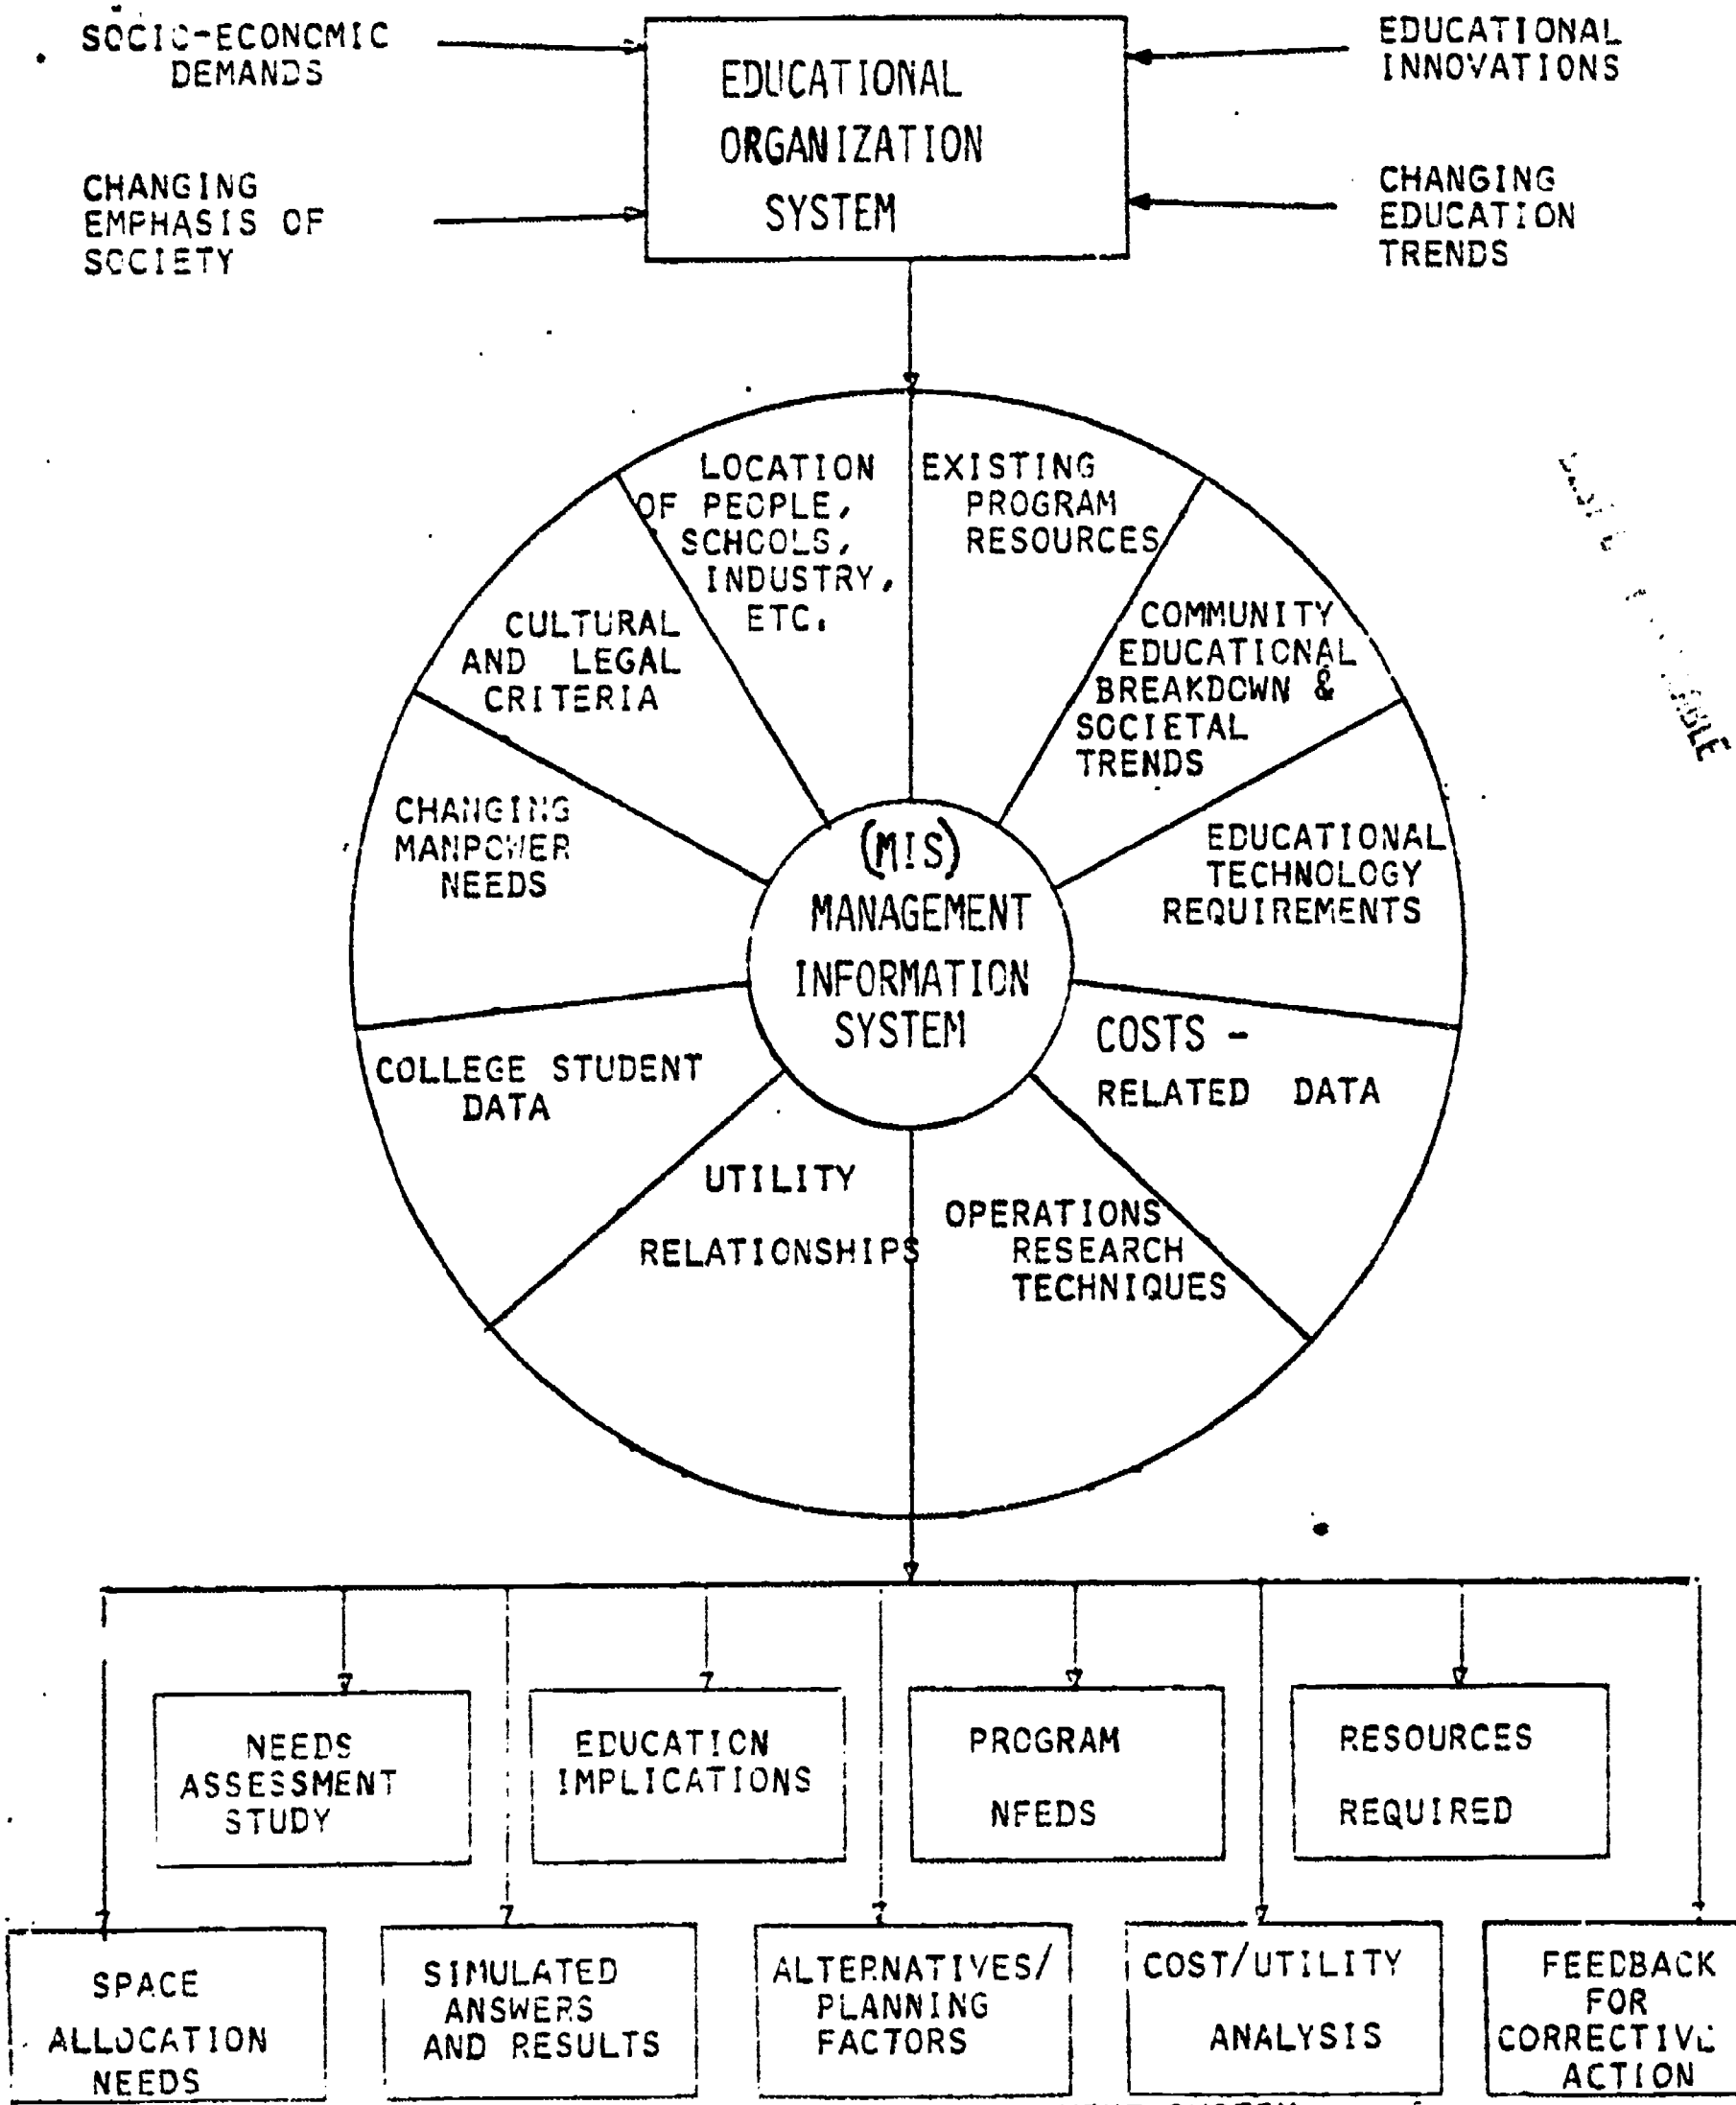 SOCIO-ECONOMIC
DEMANDS
CHANGING
EMPHASIS OF
SOCIETY
EDUCATIONAL
ORGANIZATION
SYSTEM
EDUCATIONAL
INNOVATIONS
CHANGING
EDUCATION
TRENDS
LOCATION
OF PEOPLE,
SCHOOLS,
INDUSTRY,
ETC.
EXISTING
PROGRAM
RESOURCES
CULTURAL
AND LEGAL
CRITERIA
COMMUNITY
EDUCATIONAL
BREAKDOWN &
SOCIETAL
TRENDS
CHANGING
MANPOWER
NEEDS
(MIS)
MANAGEMENT
INFORMATION
SYSTEM
EDUCATIONAL
TECHNOLOGY
REQUIREMENTS
COLLEGE STUDENT
DATA
COSTS -
RELATED DATA
UTILITY
RELATIONSHIPS
OPERATIONS
RESEARCH
TECHNIQUES
NEEDS
ASSESSMENT
STUDY
EDUCATION
IMPLICATIONS
PROGRAM
NEEDS
RESOURCES
REQUIRED
SPACE
ALLOCATION
NEEDS
SIMULATED
ANSWERS
AND RESULTS
ALTERNATIVES/
PLANNING
FACTORS
COST/UTILITY
ANALYSIS
FEEDBACK
FOR
CORRECTIVE
ACTION